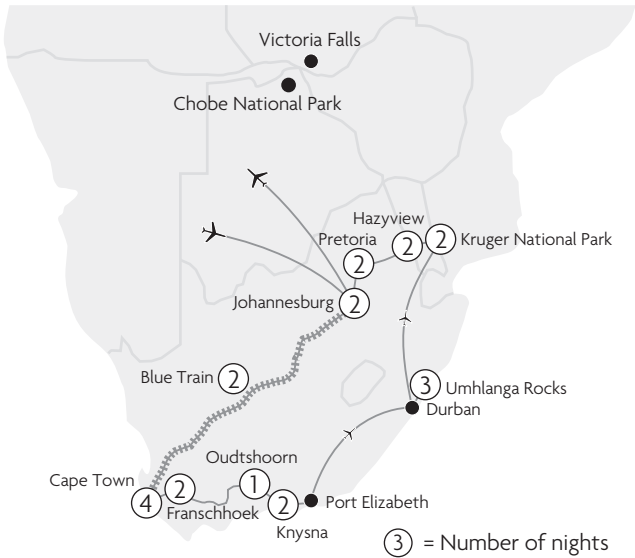 Victoria Falls
Chobe National Park
Hazyview
Pretoria
2
2
2
Kruger National Park
Johannesburg
2
Blue Train
2
3
Umhlanga Rocks
Durban
Oudtshoorn
1
Cape Town
4
2
Franschhoek
2
Knysna
Port Elizabeth
3 = Number of nights